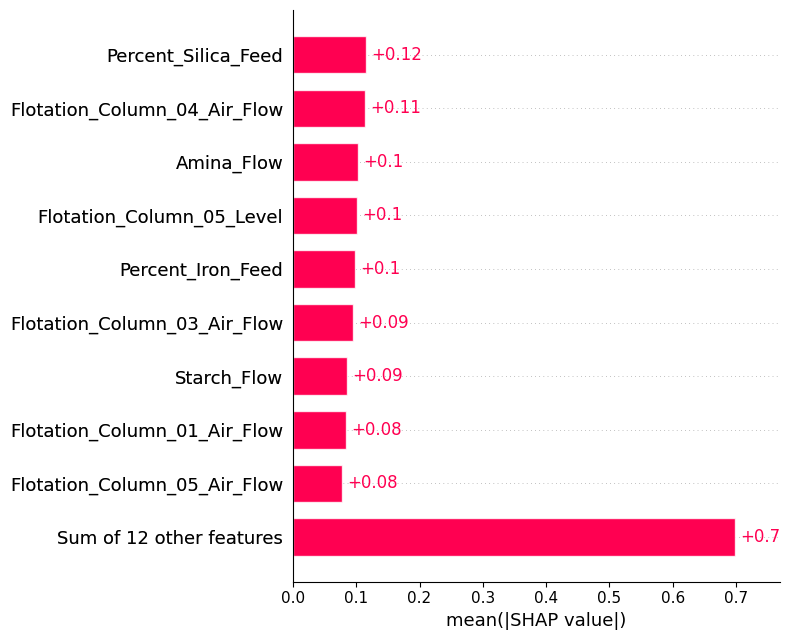 Percent_Silica_Feed +0.12
Flotation_Column_04_Air_Flow +0.11
Amina_Flow +0.1
Flotation_Column_05_Level +0.1
Percent_Iron_Feed +0.1
Flotation_Column_03_Air_Flow +0.09
Starch_Flow +0.09
Flotation_Column_01_Air_Flow +0.08
Flotation_Column_05_Air_Flow +0.08
Sum of 12 other features +0.7
0.0 0.1 0.2 0.3 0.4 0.5 0.6 0.7
mean(|SHAP value|)